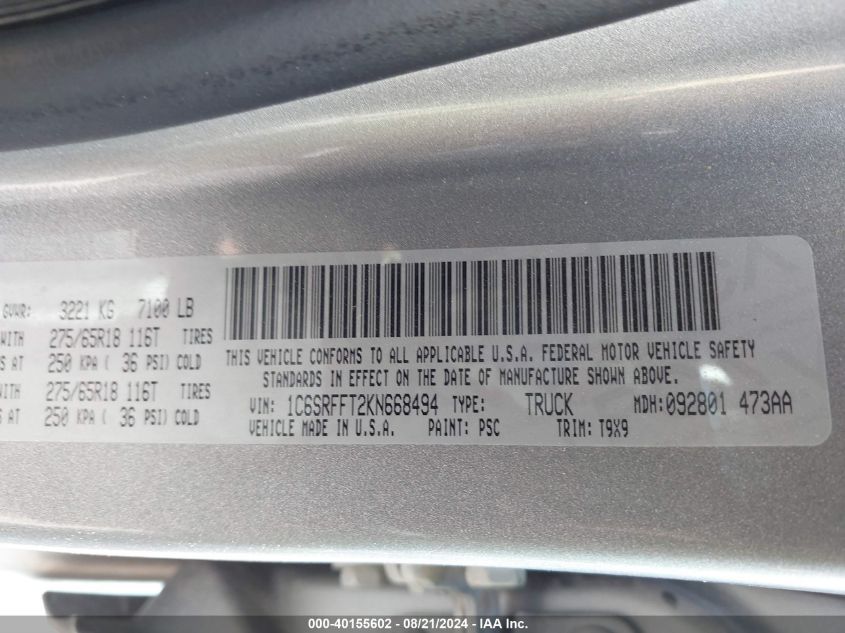 GVWR: 3221 KG 7100 LB
WITH 275/65R18 116T TIRES
S AT 250 KPA ( 36 PSI) COLD
WITH 275/65R18 116T TIRES
S AT 250 KPA ( 36 PSI) COLD
THIS VEHICLE CONFORMS TO ALL APPLICABLE U.S.A. FEDERAL MOTOR VEHICLE SAFETY
STANDARDS IN EFFECT ON THE DATE OF MANUFACTURE SHOWN ABOVE.
VIN: 1C6SRFFT2KN668494 TYPE: TRUCK MDH:092801 473AA
VEHICLE MADE IN U.S.A. PAINT: PSC TRIM: T9X9
000-40155602 - 08/21/2024 - IAA Inc.